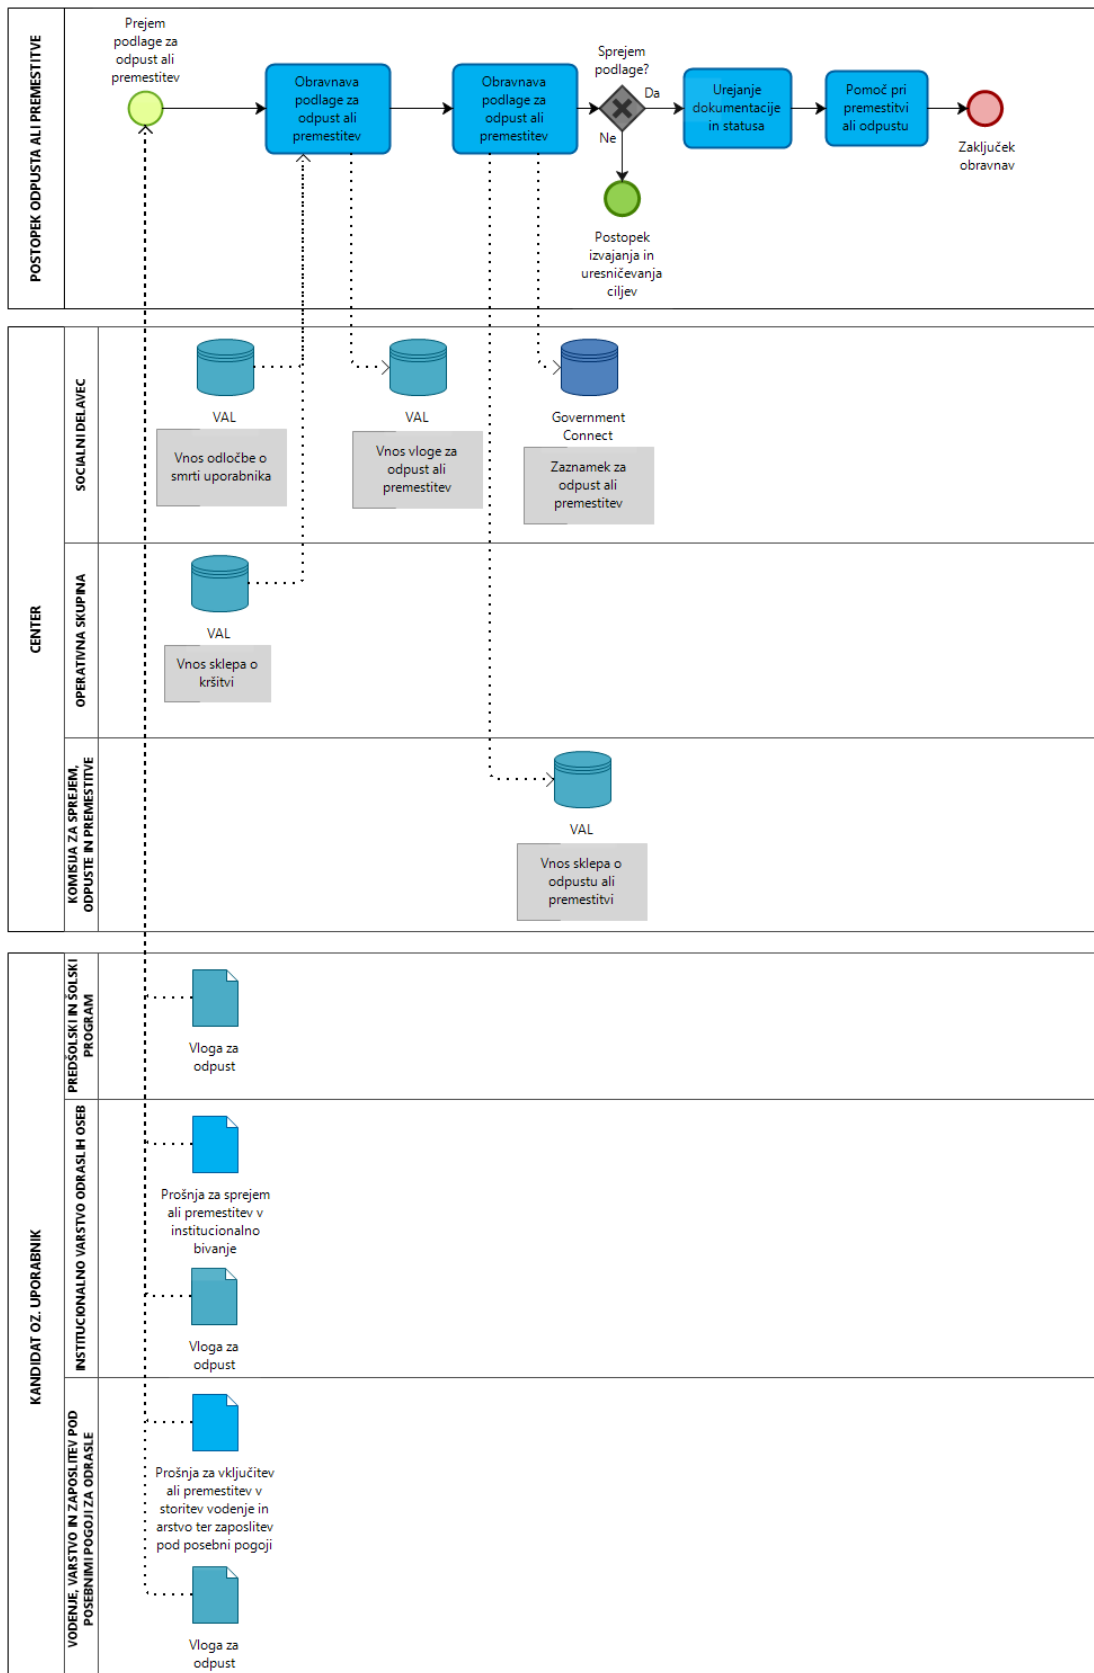 POSTOPEK ODPUSTA ALI PREMESTITVE
Prejem
podlage za
odpust ali
premestitev
Obravnava
podlage za
odpust ali
premestitev
Obravnava
podlage za
odpust ali
premestitev
Sprejem
podlage?
Da
Ne
Urejanje
dokumentacije
in statusa
Pomoč pri
premestitvi
ali odpustu
Zaključek
obravnav
Postopek
izvajanja in
uresničevanja
ciljev
CENTER
SOCIALNI DELAVEC
VAL
Vnos odločbe o
smrti uporabnika
VAL
Vnos vloge za
odpust ali
premestitev
Government
Connect
Zaznamek za
odpust ali
premestitev
OPERATIVNA SKUPINA
VAL
Vnos sklepa o
kršitvi
KOMISIJA ZA SPREJEM,
ODPUSTE IN PREMESTITVE
VAL
Vnos sklepa o
odpustu ali
premestitvi
KANDIDAT OZ. UPORABNIK
PREDŠOLSKI IN ŠOLSKI
PROGRAM
Vloga za
odpust
INSTITUCIONALNO VARSTVO ODRASLIH OSEB
Prošnja za sprejem
ali premestitev v
institucionalno
bivanje
Vloga za
odpust
VODENJE, VARSTVO IN ZAPOSLITEV POD
POSEBNIMI POGOJI ZA ODRASLE
Prošnja za vključitev
ali premestitev v
storitev vodenje in
arstvo ter zaposlitev
pod posebni pogoji
Vloga za
odpust